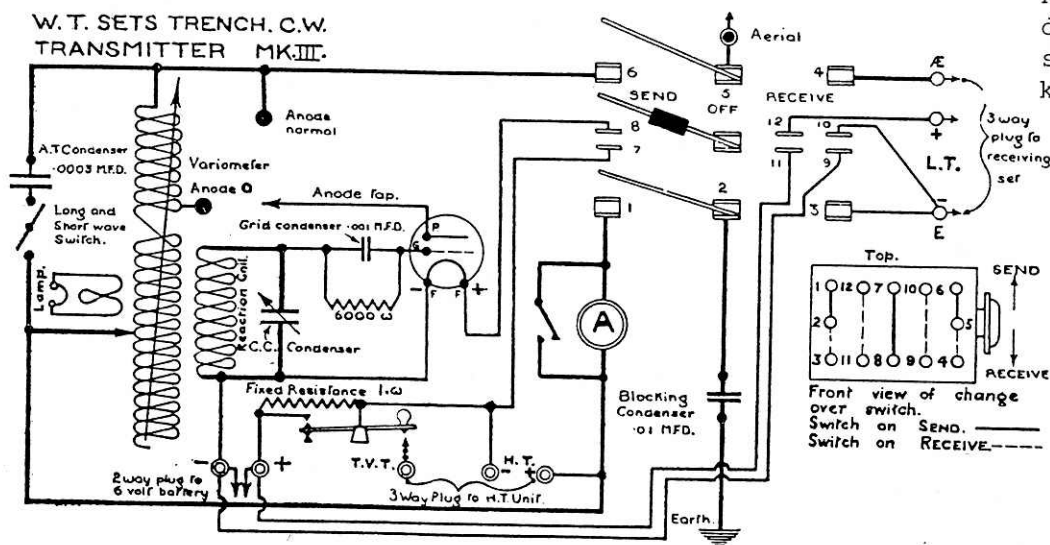 W.T. SETS TRENCH. C.W.
TRANSMITTER MK.III.
Aerial
6
5
4
Æ
SEND
OFF
RECEIVE
Anode
normal
8
7
12
10
+
11
9
L.T.
3 way
plug to
receiving
set
A.T Condenser
.0003 M.F.D.
Variometer
Anode O
Anode Tap.
Long and
Short wave
Switch.
Grid condenser .001 M.F.D.
P
G
F
F
-
+
2
1
3
-
E
Lamp.
Reaction Coil.
6000 ω
Condenser
A
Top.
SEND
1 12 7 10 6
2
5
3 11 8 9 4
RECEIVE
Fixed Resistance 1.ω
Blocking
Condenser
.01 M.F.D.
Front view of change
over switch.
Switch on SEND.
Switch on RECEIVE
-
+
T.V.T.
-
H.T.
+
2 way plug to
6 volt battery
3 Way Plug to H.T. Unit.
Earth.